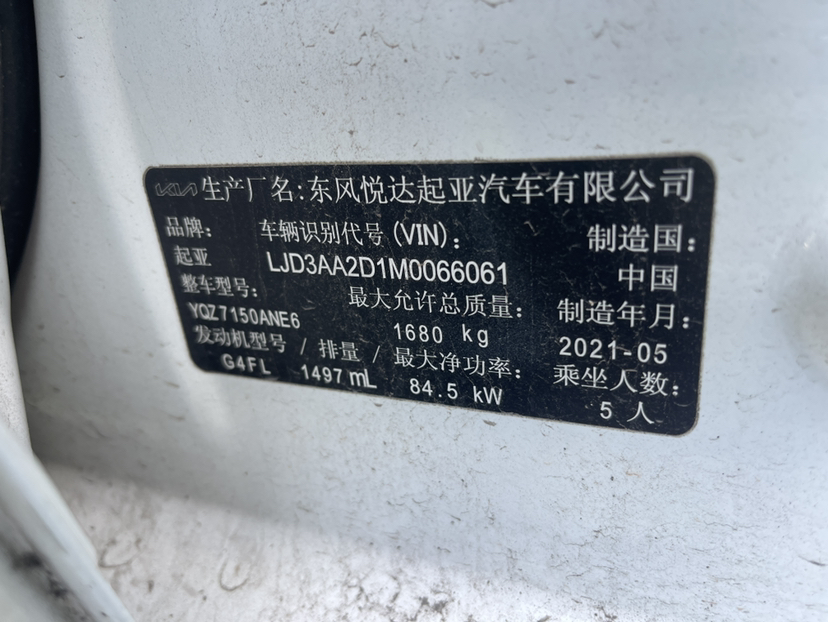 KIA 生产厂名:东风悦达起亚汽车有限公司
品牌: 车辆识别代号(VIN): 制造国:
起亚 LJD3AA2D1M0066061 中国
整车型号: 最大允许总质量: 制造年月:
YQZ7150ANE6 1680 kg 2021-05
发动机型号 / 排量 / 最大净功率: 乘坐人数:
G4FL 1497mL 84.5 kW 5 人